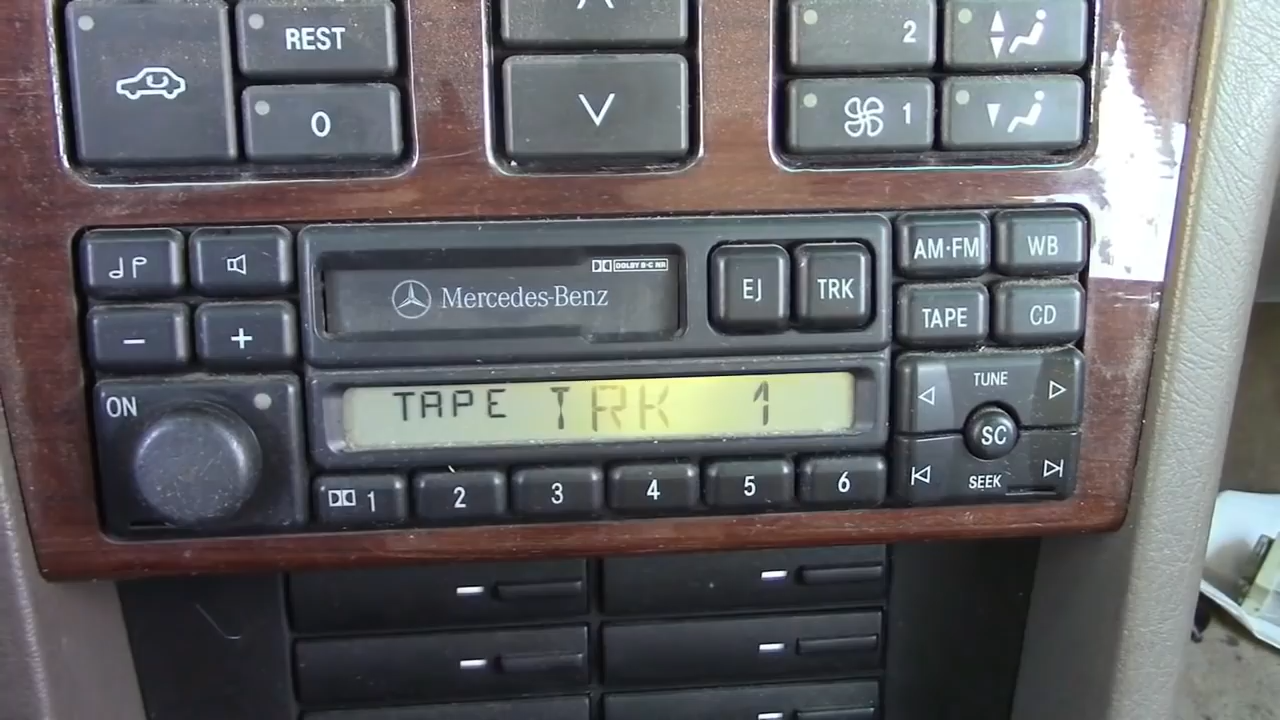 REST
2
0
1
AM·FM
WB
DOLBY B-C NR
Mercedes-Benz
EJ
TRK
TAPE
CD
ON
TAPE TRK 1
TUNE
SC
SEEK
1
2
3
4
5
6